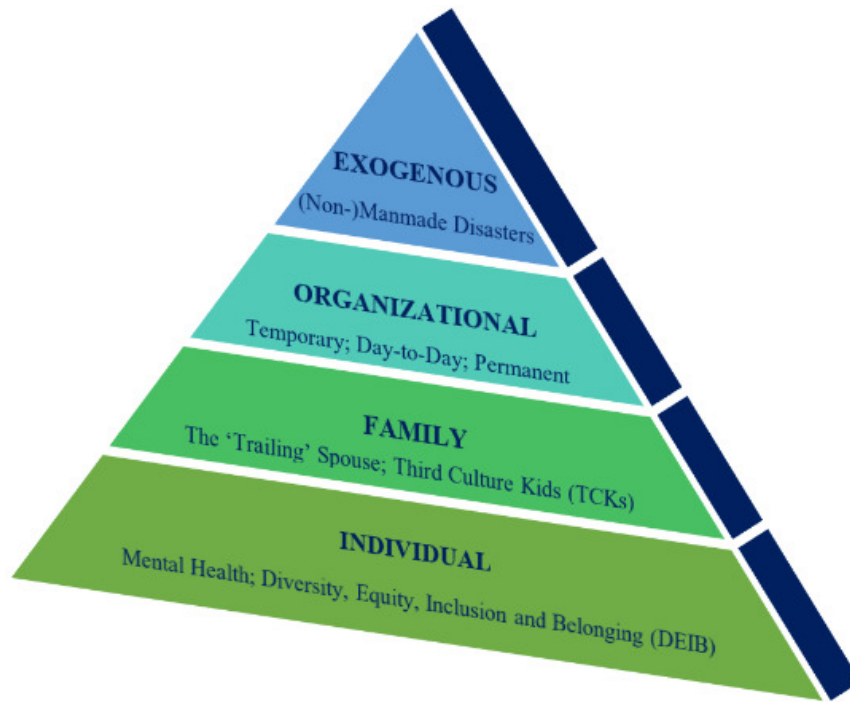 EXOGENOUS
(Non-)Manmade Disasters
ORGANIZATIONAL
Temporary; Day-to-Day; Permanent
FAMILY
The ‘Trailing’ Spouse; Third Culture Kids (TCKs)
INDIVIDUAL
Mental Health; Diversity, Equity, Inclusion and Belonging (DEIB)